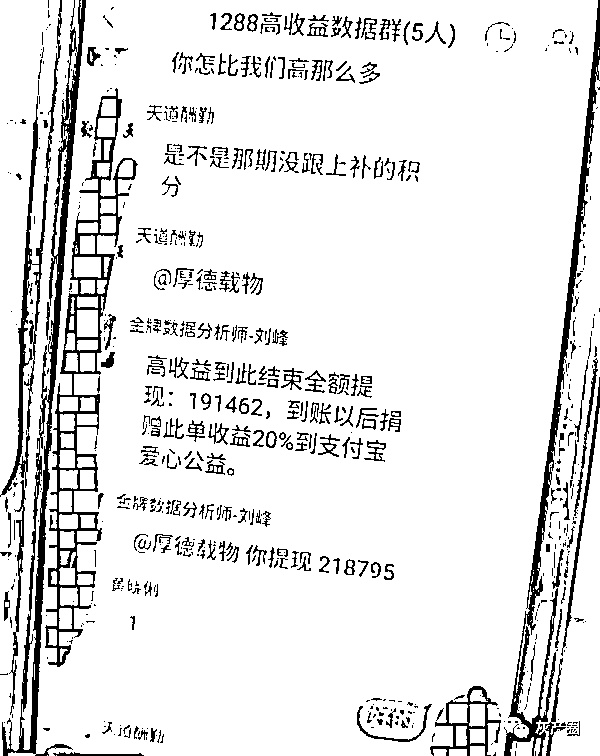 1288高收益数据群(5人)
你怎比我们高那么多
天道酬勤
是不是那期没跟上补的积
分
天道酬勤
@厚德载物
金牌数据分析师-刘峰
高收益到此结束全额提
现：191462，到账以后捐
赠此单收益20%到支付宝
爱心公益。
金牌数据分析师-刘峰
@厚德载物 你提现 218795
1
天道酬勤
灰产圈